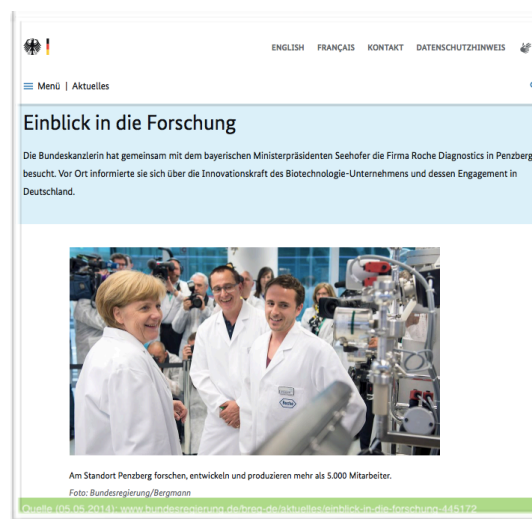 ENGLISH FRANÇAIS KONTAKT DATENSCHUTZHINWEIS
Menü | Aktuelles
Einblick in die Forschung
Die Bundeskanzlerin hat gemeinsam mit dem bayerischen Ministerpräsidenten Seehofer die Firma Roche Diagnostics in Penzberg
besucht. Vor Ort informierte sie sich über die Innovationskraft des Biotechnologie-Unternehmens und dessen Engagement in
Deutschland.
Roche
Am Standort Penzberg forschen, entwickeln und produzieren mehr als 5.000 Mitarbeiter.
Foto: Bundesregierung/Bergmann
Quelle (05.05.2014): www.bundesregierung.de/breg-de/aktuelles/einblick-in-die-forschung-445172